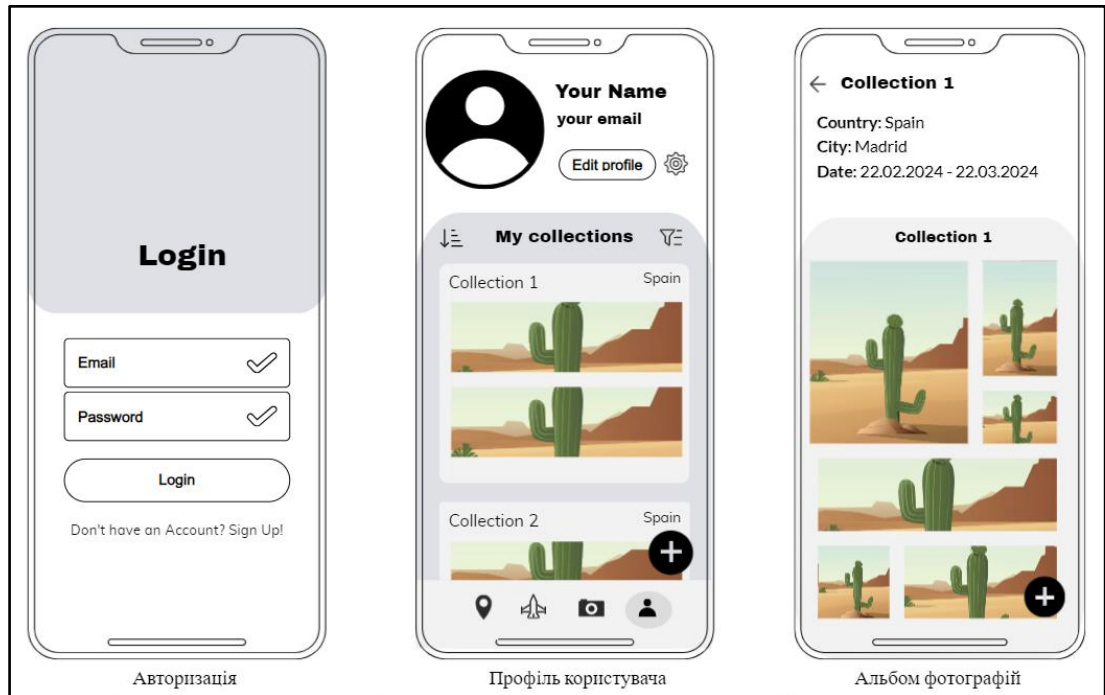 Login
Email
Password
Login
Don't have an Account? Sign Up!
Авторизація
Your Name
your email
Edit profile
My collections
Collection 1 Spain
Collection 2 Spain
Профіль користувача
Collection 1
Country: Spain
City: Madrid
Date: 22.02.2024 - 22.03.2024
Collection 1
Альбом фотографій